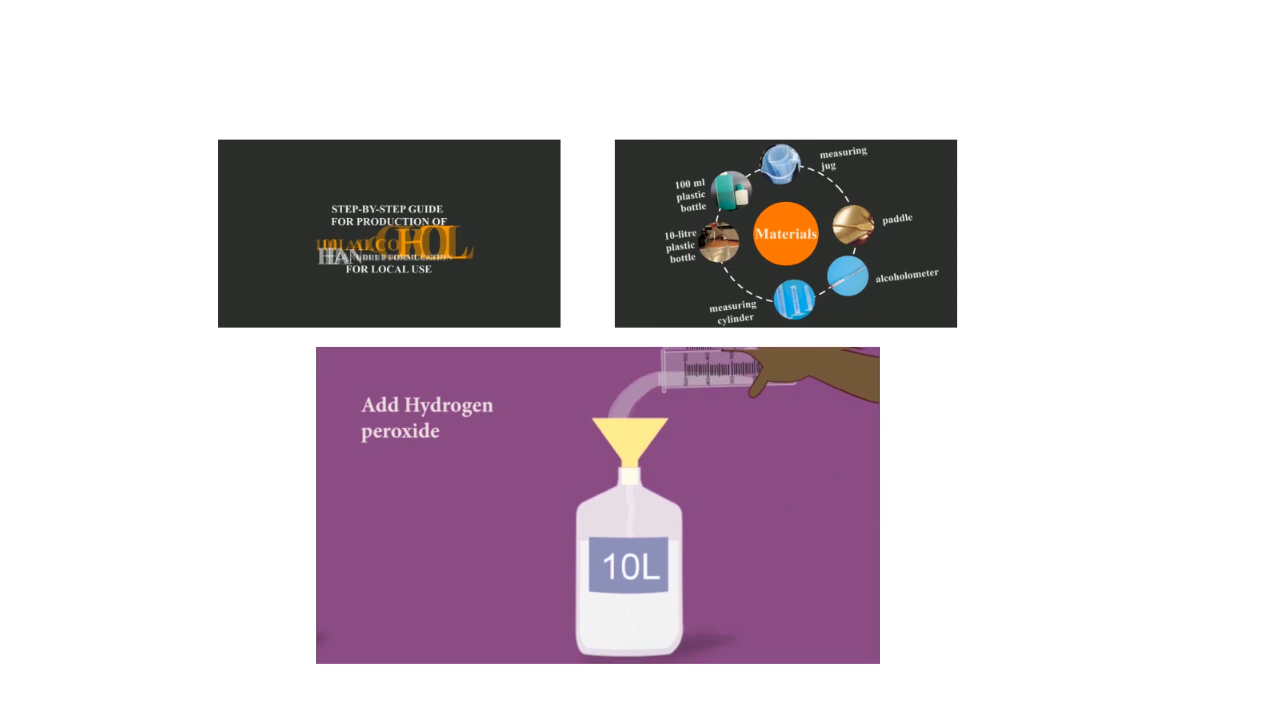 STEP-BY-STEP GUIDE
FOR PRODUCTION OF
FOR LOCAL USE
Materials
measuring
jug
paddle
alcoholometer
measuring
cylinder
10-litre
plastic
bottle
100 ml
plastic
bottle
Add Hydrogen
peroxide
10L